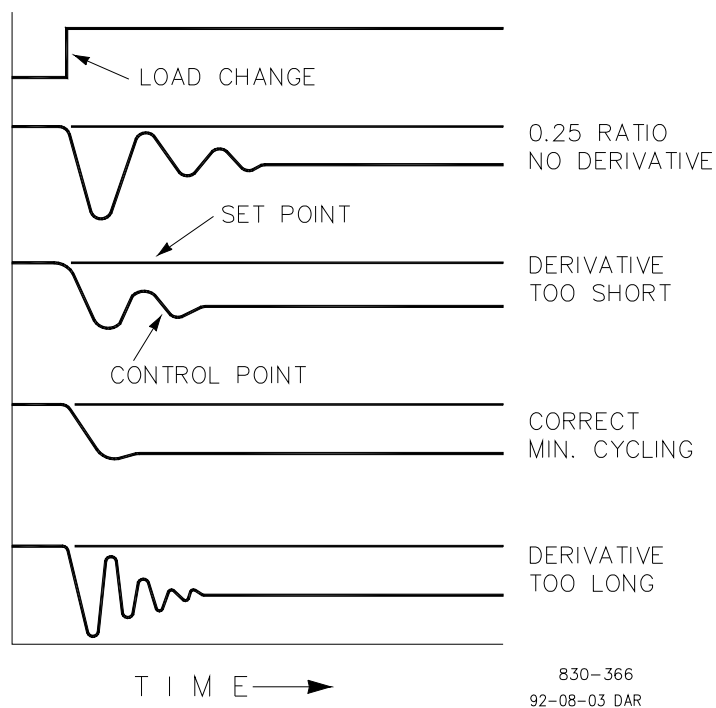 LOAD CHANGE
0.25 RATIO
NO DERIVATIVE
SET POINT
DERIVATIVE
TOO SHORT
CONTROL POINT
CORRECT
MIN. CYCLING
DERIVATIVE
TOO LONG
TIME
830-366
92-08-03 DAR